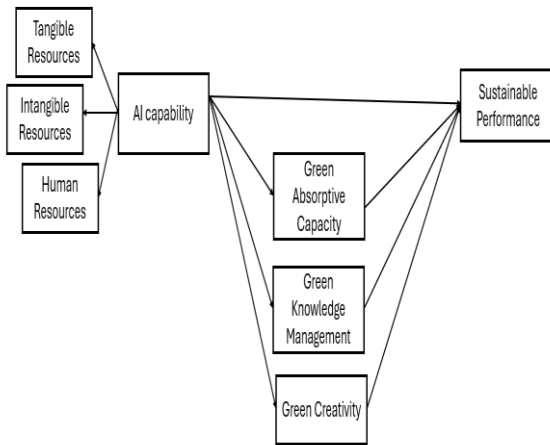 Tangible
Resources
Intangible
Resources
Human
Resources
AI capability
Green
Absorptive
Capacity
Green
Knowledge
Management
Green Creativity
Sustainable
Performance